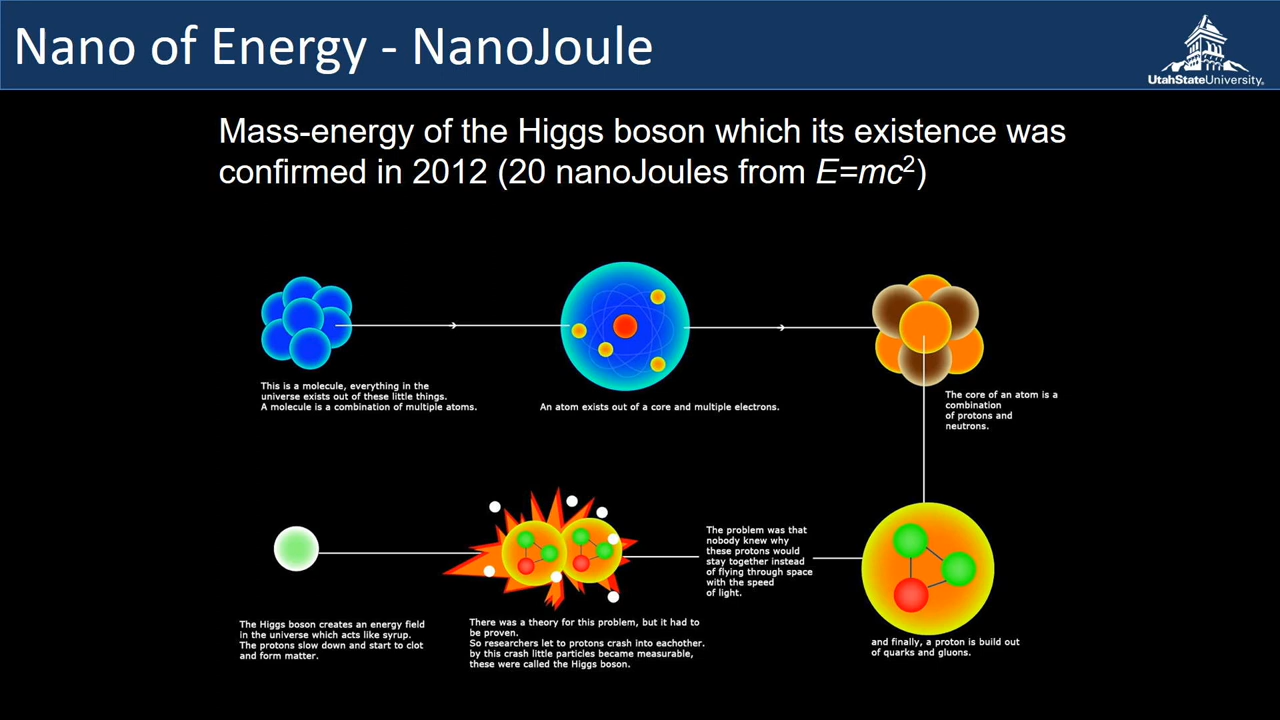 Nano of Energy - NanoJoule
UtahStateUniversity®
Mass-energy of the Higgs boson which its existence was
confirmed in 2012 (20 nanoJoules from E=mc²)
This is a molecule, everything in the
universe exists out of these little things.
A molecule is a combination of multiple atoms.
An atom exists out of a core and multiple electrons.
The core of an atom is a
combination
of protons and
neutrons.
and finally, a proton is build out
of quarks and gluons.
The problem was that
nobody knew why
these protons would
stay together instead
of flying through space
with the speed
of light.
There was a theory for this problem, but it had to
be proven.
So researchers let to protons crash into eachother.
by this crash little particles became measurable,
these were called the Higgs boson.
The Higgs boson creates an energy field
in the universe which acts like syrup.
The protons slow down and start to clot
and form matter.